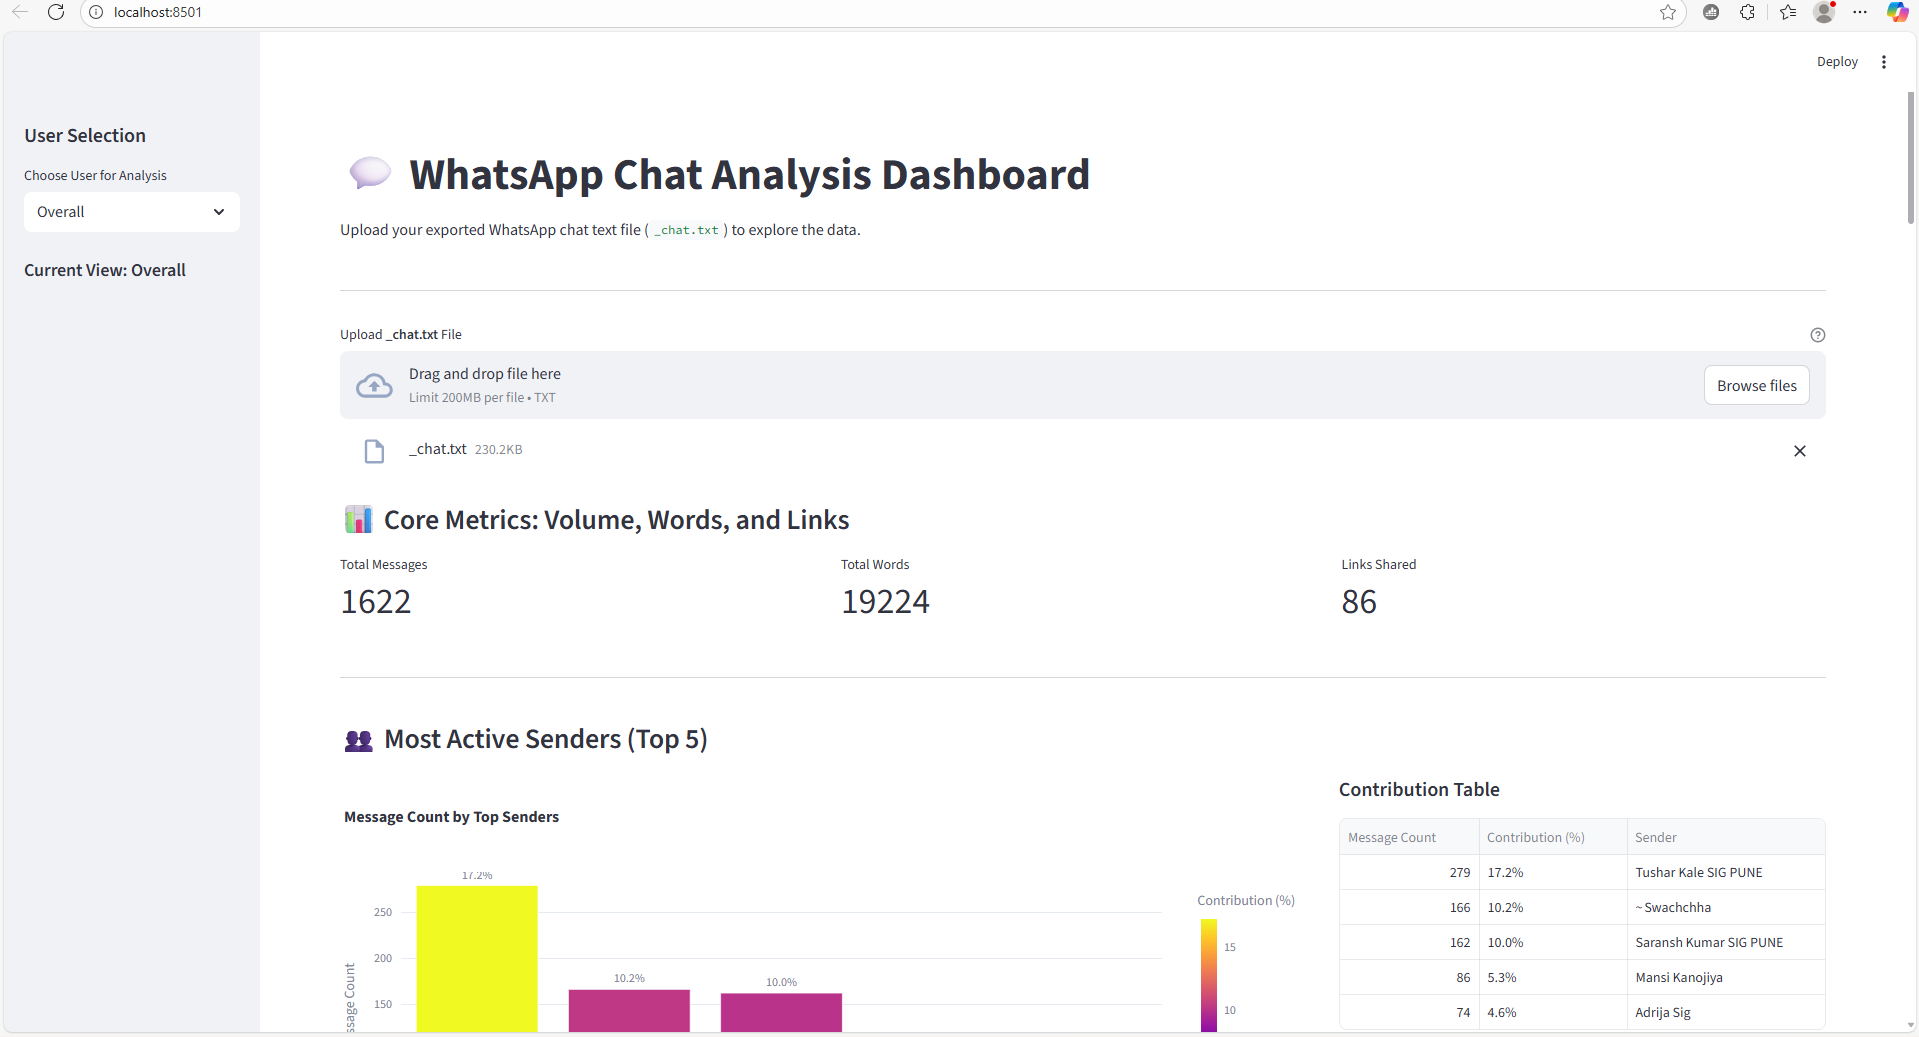 localhost:8501
Deploy
User Selection
Choose User for Analysis
Overall
Current View: Overall
WhatsApp Chat Analysis Dashboard
Upload your exported WhatsApp chat text file ( _chat.txt ) to explore the data.
Upload _chat.txt File
Drag and drop file here
Limit 200MB per file • TXT
Browse files
_chat.txt 230.2KB
Core Metrics: Volume, Words, and Links
Total Messages
1622
Total Words
19224
Links Shared
86
Most Active Senders (Top 5)
Message Count by Top Senders
17.2%
250
200
150
10.2%
10.0%
ssage Count
Contribution (%)
15
10
Contribution Table
Message Count Contribution (%) Sender
279 17.2% Tushar Kale SIG PUNE
166 10.2% ~ Swachchha
162 10.0% Saransh Kumar SIG PUNE
86 5.3% Mansi Kanojiya
74 4.6% Adrija Sig